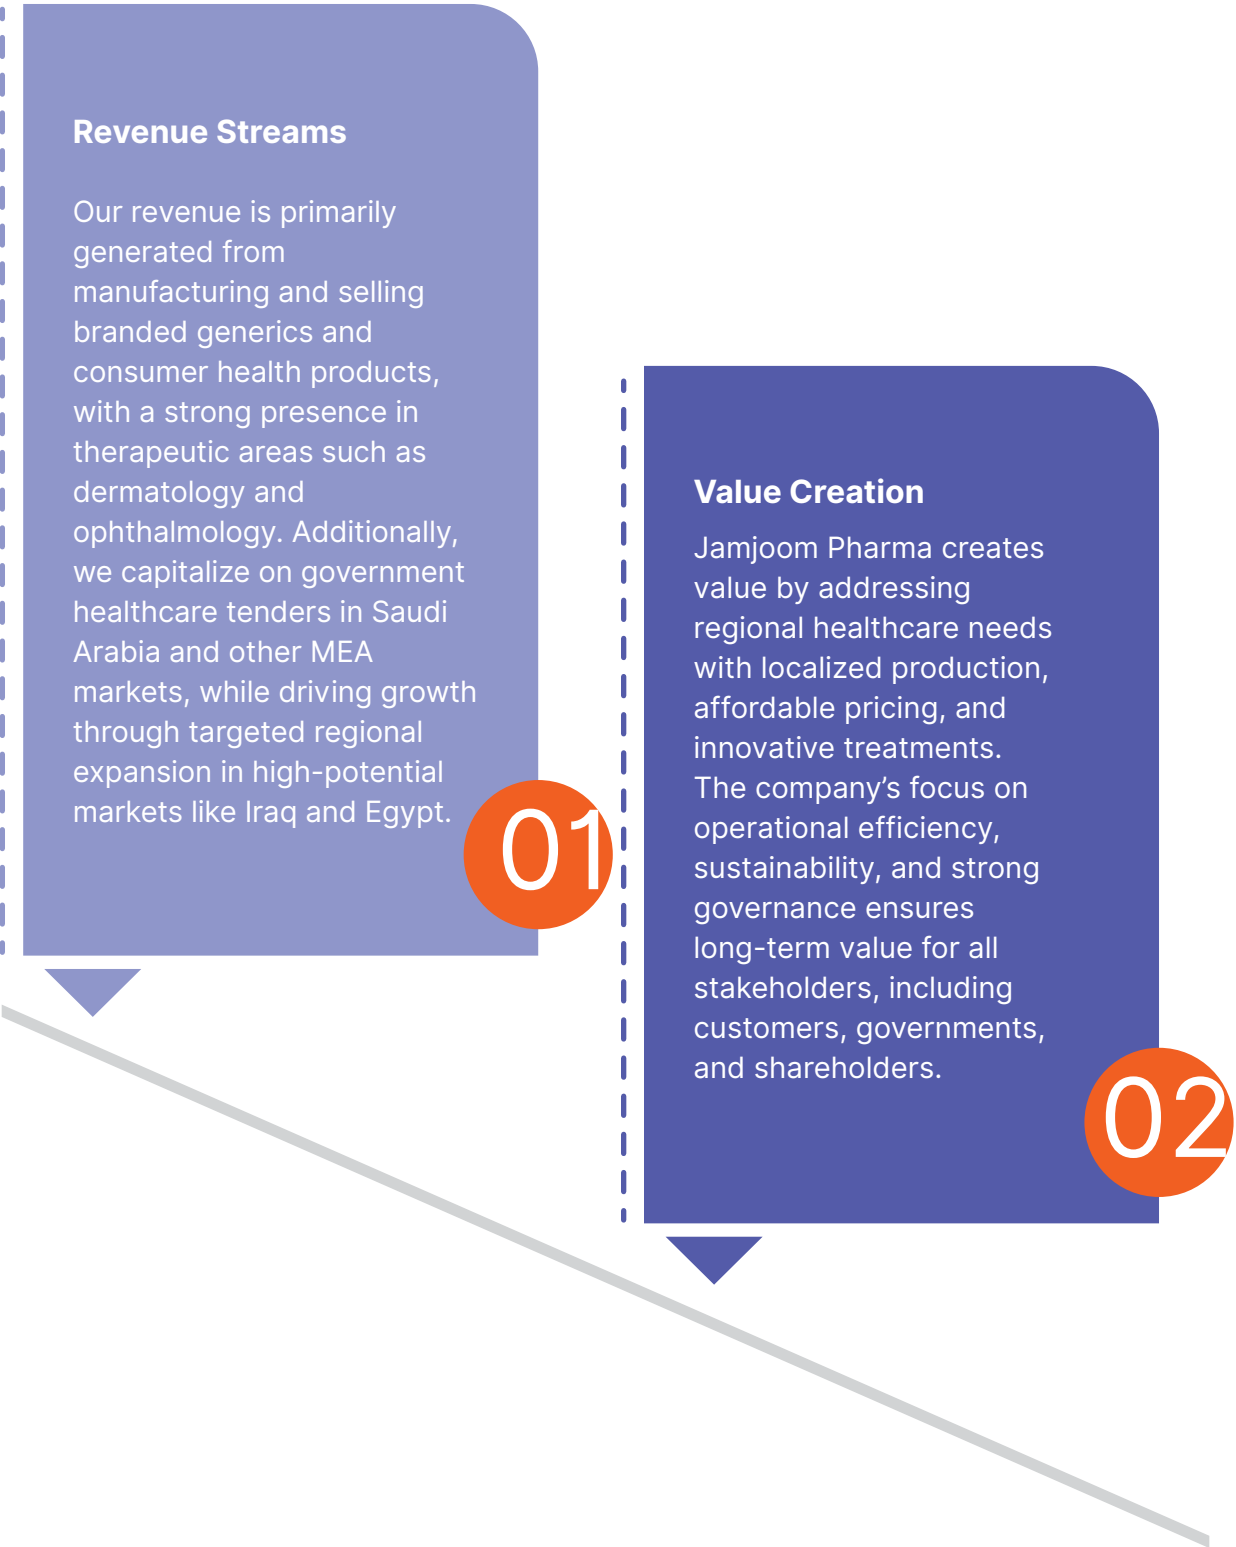 Revenue Streams
Our revenue is primarily
generated from
manufacturing and selling
branded generics and
consumer health products,
with a strong presence in
therapeutic areas such as
dermatology and
ophthalmology. Additionally,
we capitalize on government
healthcare tenders in Saudi
Arabia and other MEA
markets, while driving growth
through targeted regional
expansion in high-potential
markets like Iraq and Egypt.
01
Value Creation
Jamjoom Pharma creates
value by addressing
regional healthcare needs
with localized production,
affordable pricing, and
innovative treatments.
The company’s focus on
operational efficiency,
sustainability, and strong
governance ensures
long-term value for all
stakeholders, including
customers, governments,
and shareholders.
02